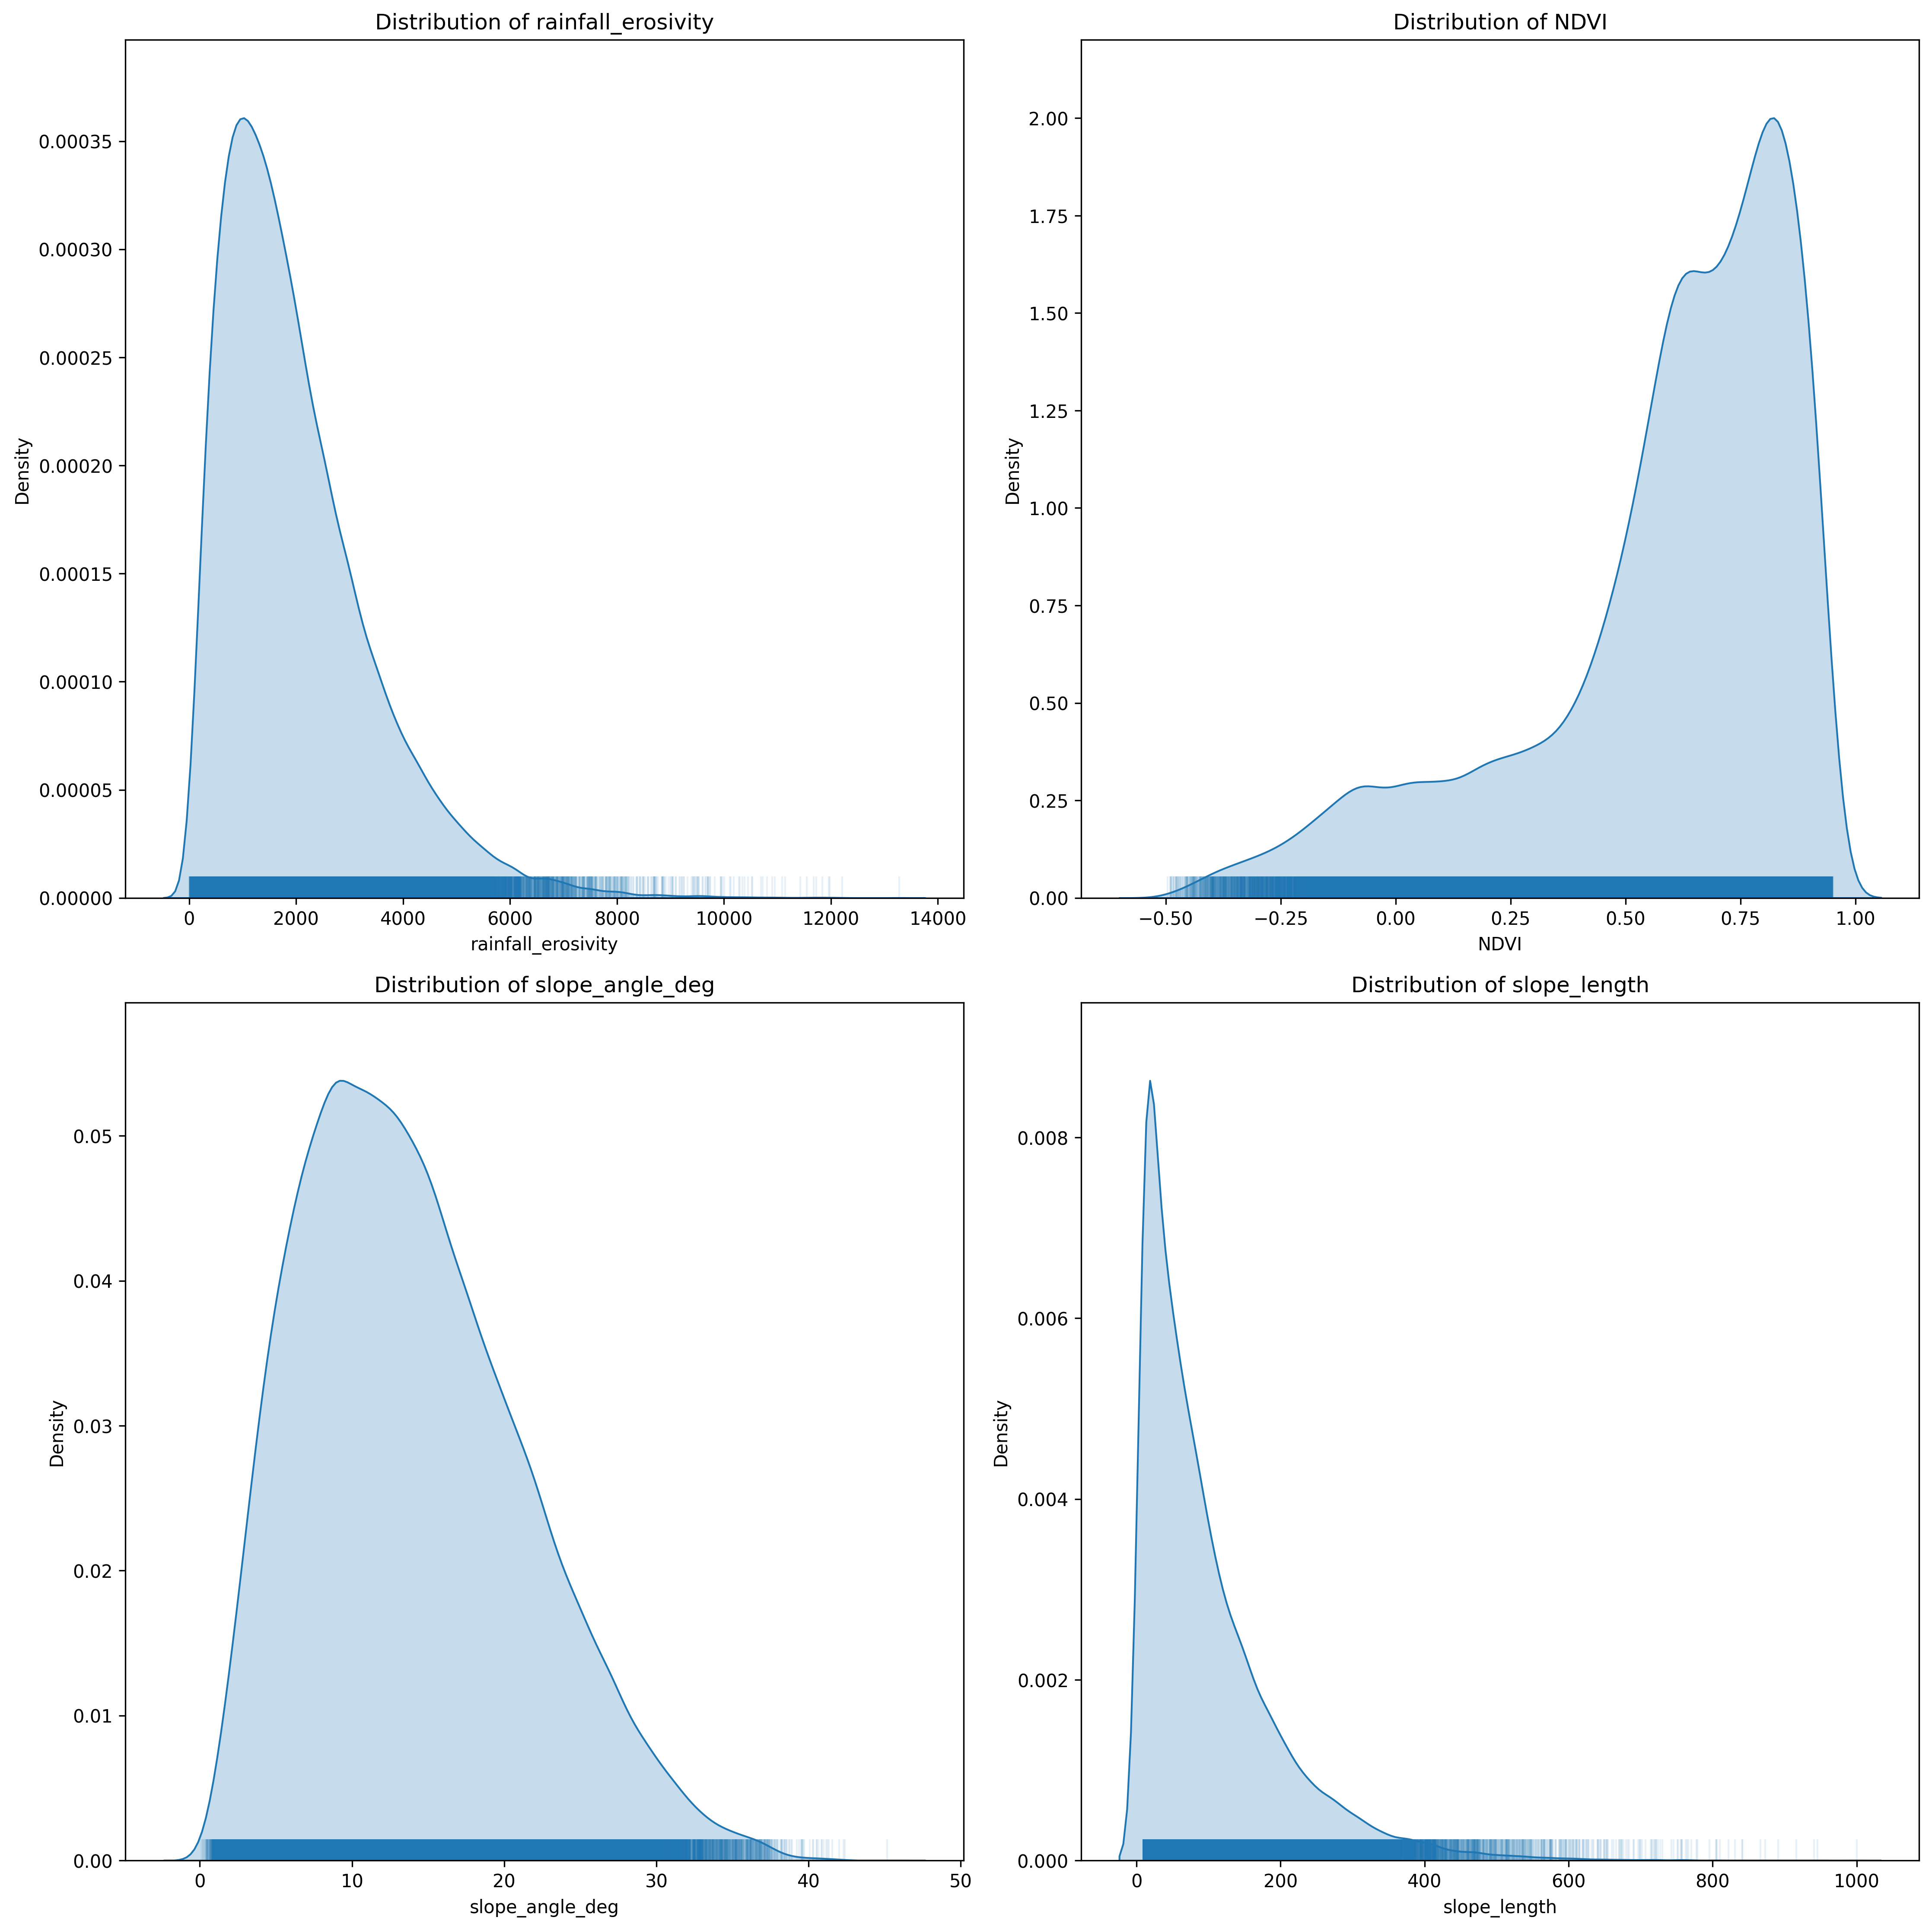 Distribution of rainfall_erosivity
Density
0.00035
0.00030
0.00025
0.00020
0.00015
0.00010
0.00005
0.00000
0 2000 4000 6000 8000 10000 12000 14000
rainfall_erosivity
Distribution of NDVI
Density
2.00
1.75
1.50
1.25
1.00
0.75
0.50
0.25
0.00
−0.50 −0.25 0.00 0.25 0.50 0.75 1.00
NDVI
Distribution of slope_angle_deg
Density
0.05
0.04
0.03
0.02
0.01
0.00
0 10 20 30 40 50
slope_angle_deg
Distribution of slope_length
Density
0.008
0.006
0.004
0.002
0.000
0 200 400 600 800 1000
slope_length